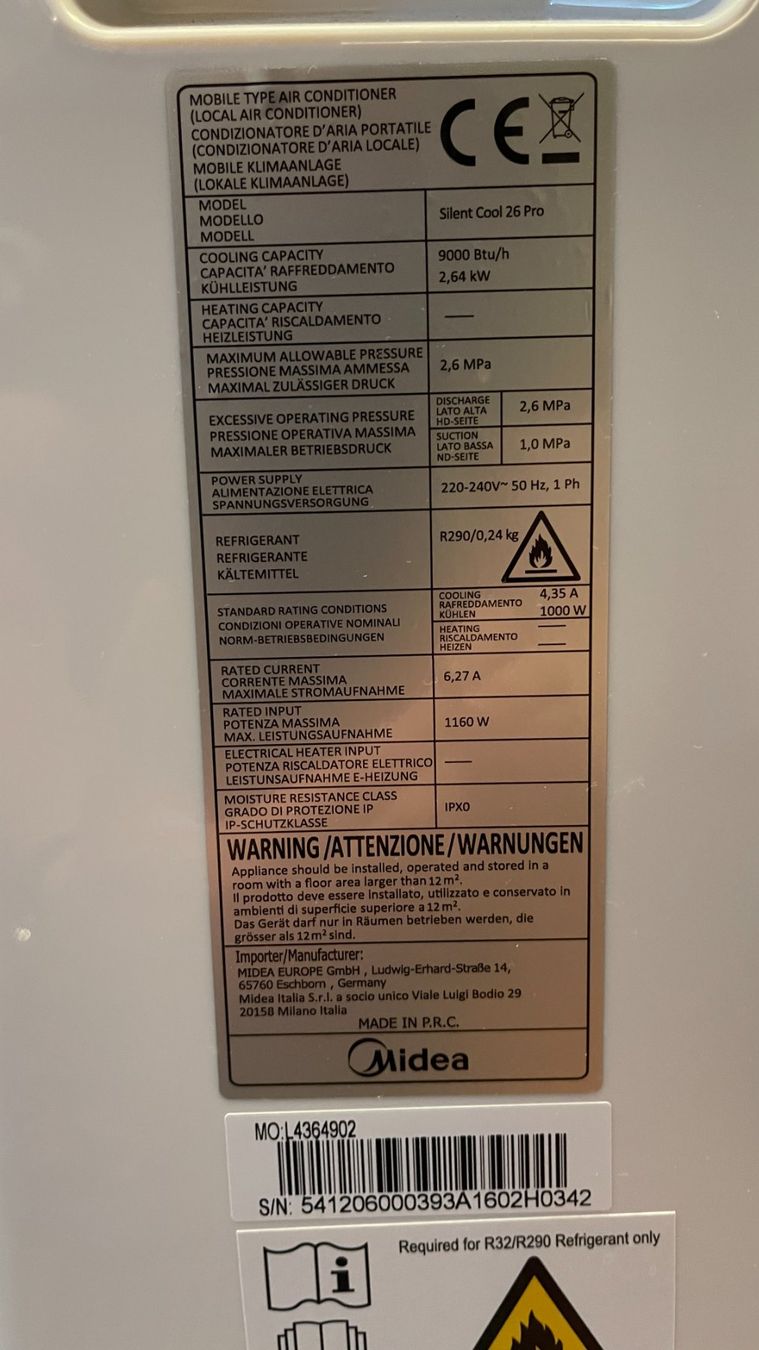 MOBILE TYPE AIR CONDITIONER
(LOCAL AIR CONDITIONER)
CONDIZIONATORE D'ARIA PORTATILE
(CONDIZIONATORE D'ARIA LOCALE)
MOBILE KLIMAANLAGE
(LOKALE KLIMAANLAGE)
CE
MODEL
MODELLO
MODELL
Silent Cool 26 Pro
COOLING CAPACITY
CAPACITA' RAFFREDDAMENTO
KÜHLLEISTUNG
9000 Btu/h
2,64 kW
HEATING CAPACITY
CAPACITA' RISCALDAMENTO
HEIZLEISTUNG
—
MAXIMUM ALLOWABLE PRESSURE
PRESSIONE MASSIMA AMMESSA
MAXIMAL ZULÄSSIGER DRUCK
2,6 MPa
EXCESSIVE OPERATING PRESSURE
PRESSIONE OPERATIVA MASSIMA
MAXIMALER BETRIEBSDRUCK
DISCHARGE
LATO ALTA
HD-SEITE
2,6 MPa
SUCTION
LATO BASSA
ND-SEITE
1,0 MPa
POWER SUPPLY
ALIMENTAZIONE ELETTRICA
SPANNUNGSVERSORGUNG
220-240V~ 50 Hz, 1 Ph
REFRIGERANT
REFRIGERANTE
KÄLTEMITTEL
R290/0,24 kg
STANDARD RATING CONDITIONS
CONDIZIONI OPERATIVE NOMINALI
NORM-BETRIEBSBEDINGUNGEN
COOLING
RAFREDDAMENTO
KÜHLEN
4,35 A
1000 W
HEATING
RISCALDAMENTO
HEIZEN
—
—
RATED CURRENT
CORRENTE MASSIMA
MAXIMALE STROMAUFNAHME
6,27 A
RATED INPUT
POTENZA MASSIMA
MAX. LEISTUNGSAUFNAHME
1160 W
ELECTRICAL HEATER INPUT
POTENZA RISCALDATORE ELETTRICO
LEISTUNSAUFNAHME E-HEIZUNG
—
MOISTURE RESISTANCE CLASS
GRADO DI PROTEZIONE IP
IP-SCHUTZKLASSE
IPX0
WARNING /ATTENZIONE/WARNUNGEN
Appliance should be installed, operated and stored in a
room with a floor area larger than 12 m².
Il prodotto deve essere installato, utilizzato e conservato in
ambienti di superficie superiore a 12 m².
Das Gerät darf nur in Räumen betrieben werden, die
grösser als 12 m² sind.
Importer/Manufacturer:
MIDEA EUROPE GmbH , Ludwig-Erhard-Straße 14,
65760 Eschborn , Germany
Midea Italia S.r.l. a socio unico Viale Luigi Bodio 29
20158 Milano Italia
MADE IN P.R.C.
Midea
MO:L4364902
S/N: 541206000393A1602H0342
Required for R32/R290 Refrigerant only